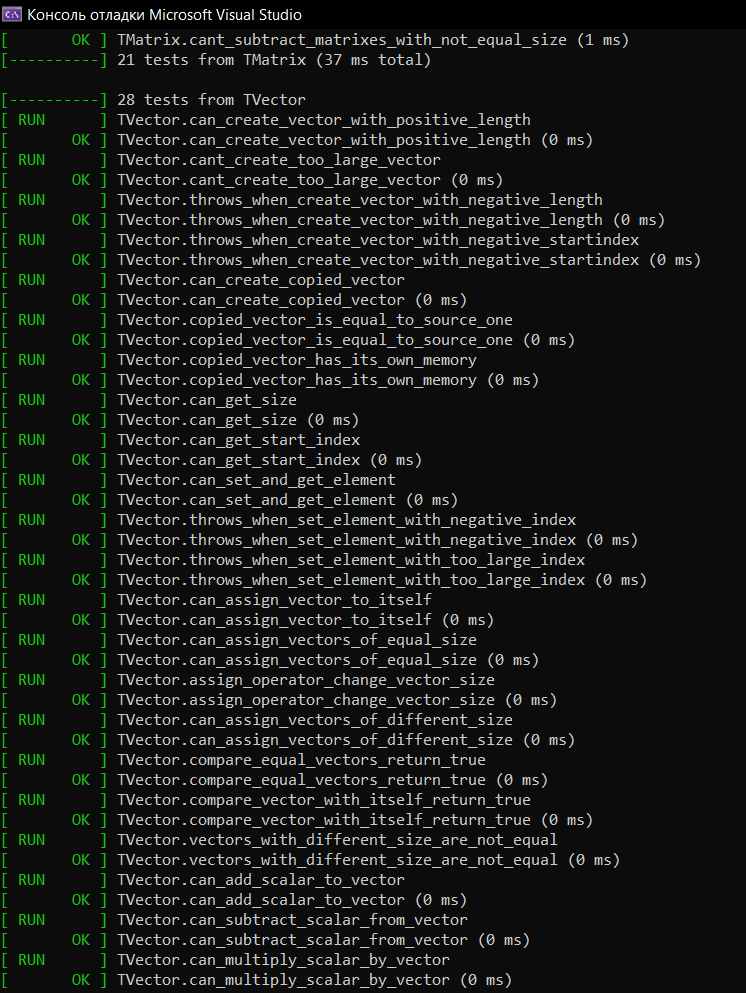 C:\ Консоль отладки Microsoft Visual Studio
[       OK ] TMatrix.cant_subtract_matrixes_with_not_equal_size (1 ms)
[----------] 21 tests from TMatrix (37 ms total)

[----------] 28 tests from TVector
[ RUN      ] TVector.can_create_vector_with_positive_length
[       OK ] TVector.can_create_vector_with_positive_length (0 ms)
[ RUN      ] TVector.cant_create_too_large_vector
[       OK ] TVector.cant_create_too_large_vector (0 ms)
[ RUN      ] TVector.throws_when_create_vector_with_negative_length
[       OK ] TVector.throws_when_create_vector_with_negative_length (0 ms)
[ RUN      ] TVector.throws_when_create_vector_with_negative_startindex
[       OK ] TVector.throws_when_create_vector_with_negative_startindex (0 ms)
[ RUN      ] TVector.can_create_copied_vector
[       OK ] TVector.can_create_copied_vector (0 ms)
[ RUN      ] TVector.copied_vector_is_equal_to_source_one
[       OK ] TVector.copied_vector_is_equal_to_source_one (0 ms)
[ RUN      ] TVector.copied_vector_has_its_own_memory
[       OK ] TVector.copied_vector_has_its_own_memory (0 ms)
[ RUN      ] TVector.can_get_size
[       OK ] TVector.can_get_size (0 ms)
[ RUN      ] TVector.can_get_start_index
[       OK ] TVector.can_get_start_index (0 ms)
[ RUN      ] TVector.can_set_and_get_element
[       OK ] TVector.can_set_and_get_element (0 ms)
[ RUN      ] TVector.throws_when_set_element_with_negative_index
[       OK ] TVector.throws_when_set_element_with_negative_index (0 ms)
[ RUN      ] TVector.throws_when_set_element_with_too_large_index
[       OK ] TVector.throws_when_set_element_with_too_large_index (0 ms)
[ RUN      ] TVector.can_assign_vector_to_itself
[       OK ] TVector.can_assign_vector_to_itself (0 ms)
[ RUN      ] TVector.can_assign_vectors_of_equal_size
[       OK ] TVector.can_assign_vectors_of_equal_size (0 ms)
[ RUN      ] TVector.assign_operator_change_vector_size
[       OK ] TVector.assign_operator_change_vector_size (0 ms)
[ RUN      ] TVector.can_assign_vectors_of_different_size
[       OK ] TVector.can_assign_vectors_of_different_size (0 ms)
[ RUN      ] TVector.compare_equal_vectors_return_true
[       OK ] TVector.compare_equal_vectors_return_true (0 ms)
[ RUN      ] TVector.compare_vector_with_itself_return_true
[       OK ] TVector.compare_vector_with_itself_return_true (0 ms)
[ RUN      ] TVector.vectors_with_different_size_are_not_equal
[       OK ] TVector.vectors_with_different_size_are_not_equal (0 ms)
[ RUN      ] TVector.can_add_scalar_to_vector
[       OK ] TVector.can_add_scalar_to_vector (0 ms)
[ RUN      ] TVector.can_subtract_scalar_from_vector
[       OK ] TVector.can_subtract_scalar_from_vector (0 ms)
[ RUN      ] TVector.can_multiply_scalar_by_vector
[       OK ] TVector.can_multiply_scalar_by_vector (0 ms)